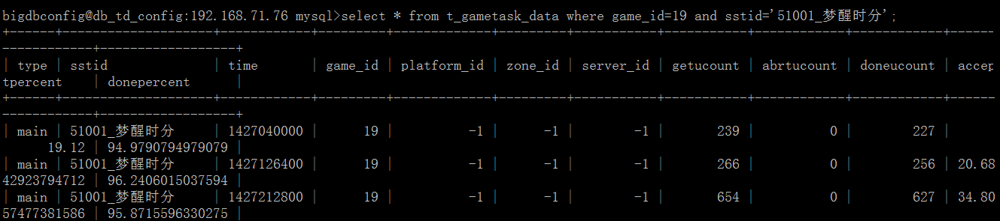 bigdbconfig@db_td_config:192.168.71.76 mysql>select * from t_gametask_data where game_id=19 and sstid='51001_梦醒时分';
+------+-------------------+------------+---------+-------------+---------+-----------+-----------+------------+------------+------
------------+------------------+
| type | sstid             | time       | game_id | platform_id | zone_id | server_id | getucount | abrtucount | doneucount | accep
tpercent    | donepercent      |
+------+-------------------+------------+---------+-------------+---------+-----------+-----------+------------+------------+------
------------+------------------+
| main | 51001_梦醒时分     | 1427040000 |      19 |          -1 |      -1 |        -1 |       239 |          0 |        227 |
      19.12 | 94.9790794979079 |
| main | 51001_梦醒时分     | 1427126400 |      19 |          -1 |      -1 |        -1 |       266 |          0 |        256 | 20.68
42923794712 | 96.2406015037594 |
| main | 51001_梦醒时分     | 1427212800 |      19 |          -1 |      -1 |        -1 |       654 |          0 |        627 | 34.80
57477381586 | 95.8715596330275 |